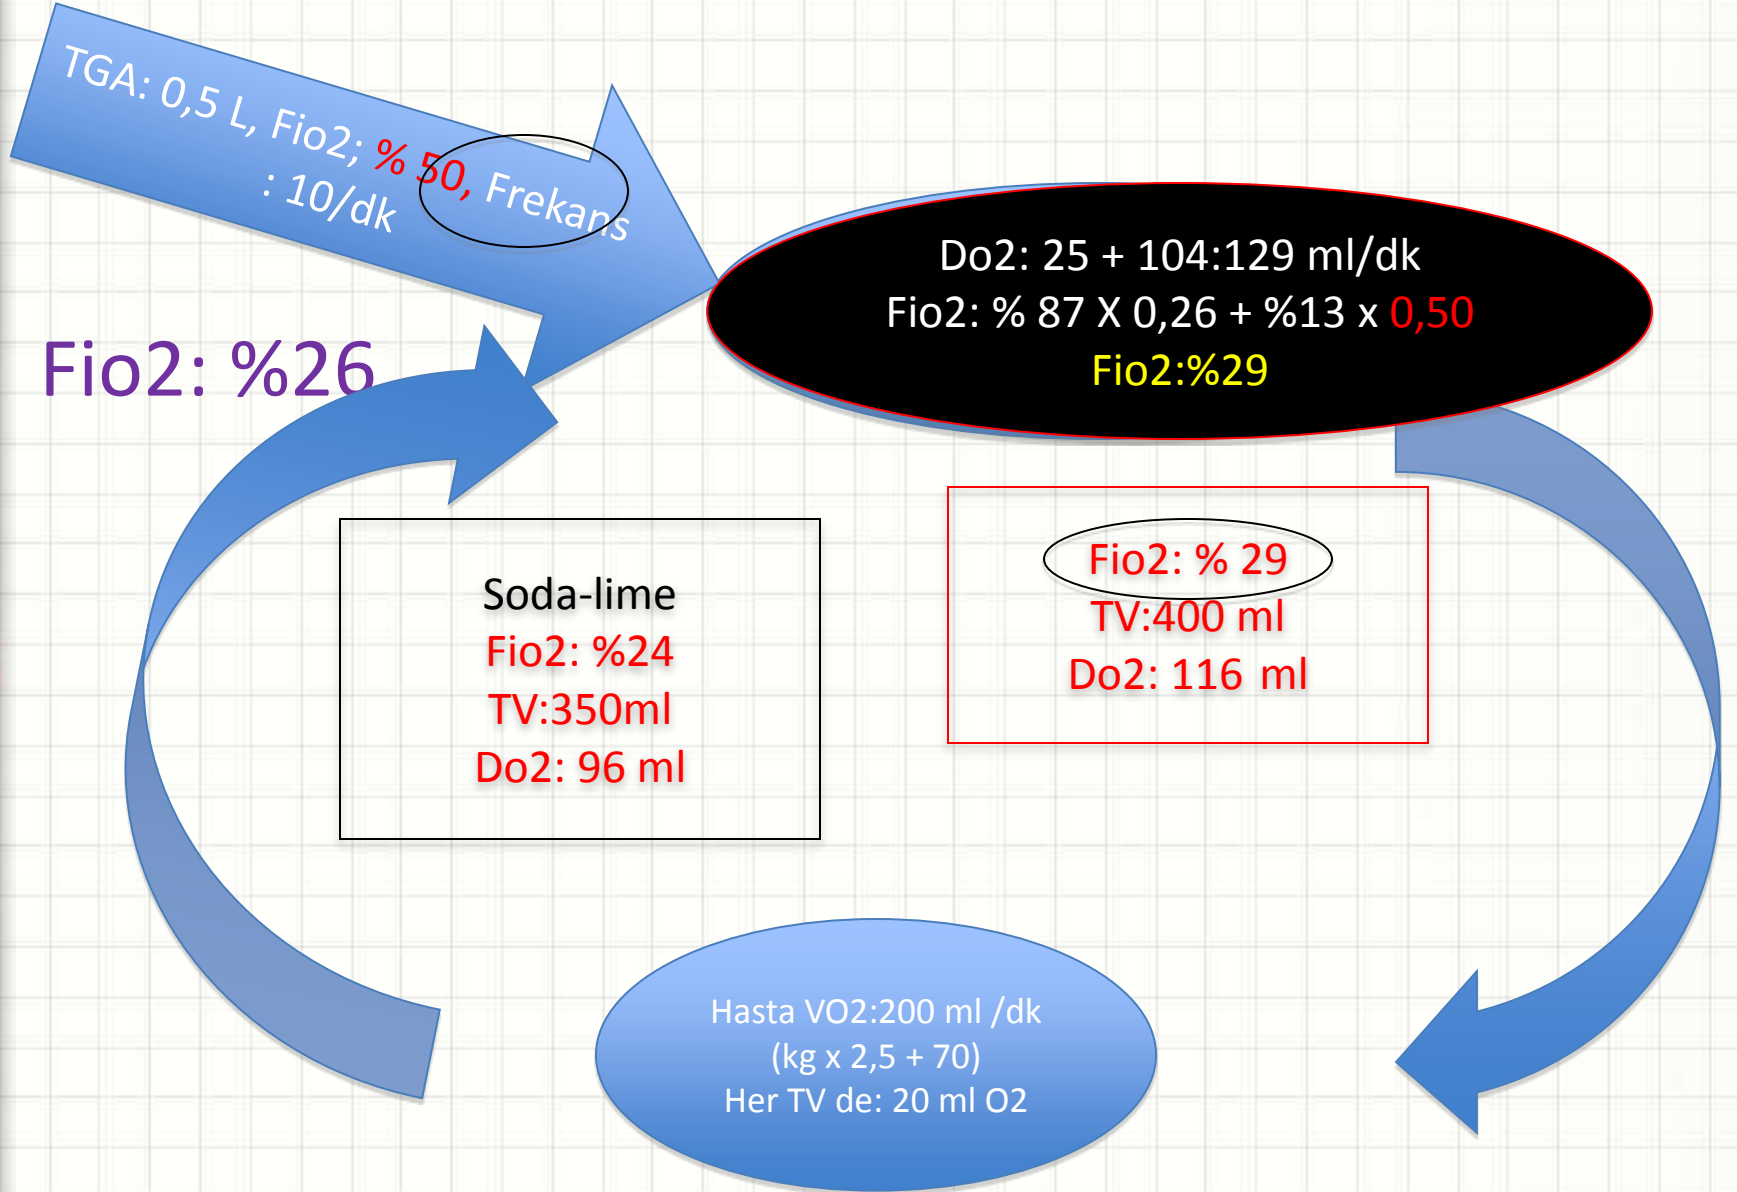 TGA: 0,5 L, Fio2; % 50, Frekans
: 10/dk
Do2: 25 + 104:129 ml/dk
Fio2: % 87 X 0,26 + %13 x 0,50
Fio2:%29
Fio2: %26
Fio2: % 29
TV:400 ml
Do2: 116 ml
Soda-lime
Fio2: %24
TV:350ml
Do2: 96 ml
Hasta VO2:200 ml /dk
(kg x 2,5 + 70)
Her TV de: 20 ml O2